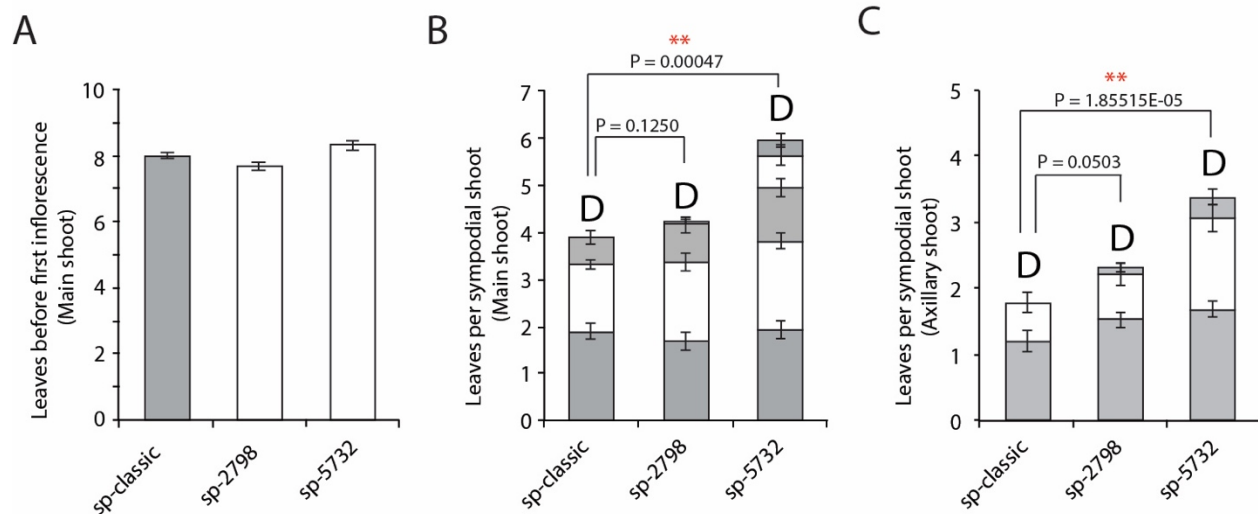 A
Leaves before first inflorescence
(Main shoot)
10
8
6
4
2
0
sp-classic
sp-2798
sp-5732
B
Leaves per sympodial shoot
(Main shoot)
7
6
5
4
3
2
1
0
**
P = 0.00047
P = 0.1250
D
D
D
sp-classic
sp-2798
sp-5732
C
Leaves per sympodial shoot
(Axillary shoot)
5
4
3
2
1
0
**
P = 1.85515E-05
P = 0.0503
D
D
D
sp-classic
sp-2798
sp-5732